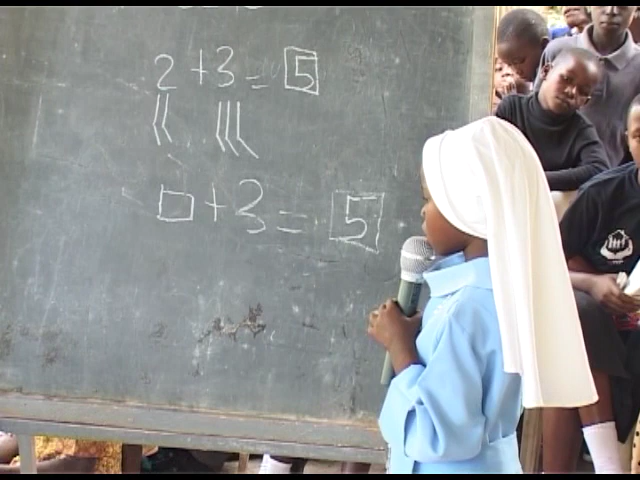 2 + 3 = 5
□ + 3 = 5